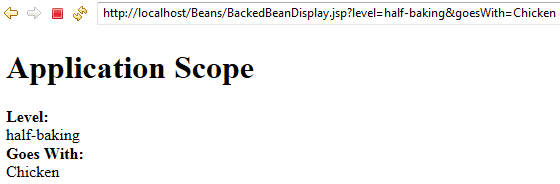 http://localhost/Beans/BackedBeanDisplay.jsp?level=half-baking&goesWith=Chicken
Application Scope
Level:
half-baking
Goes With:
Chicken